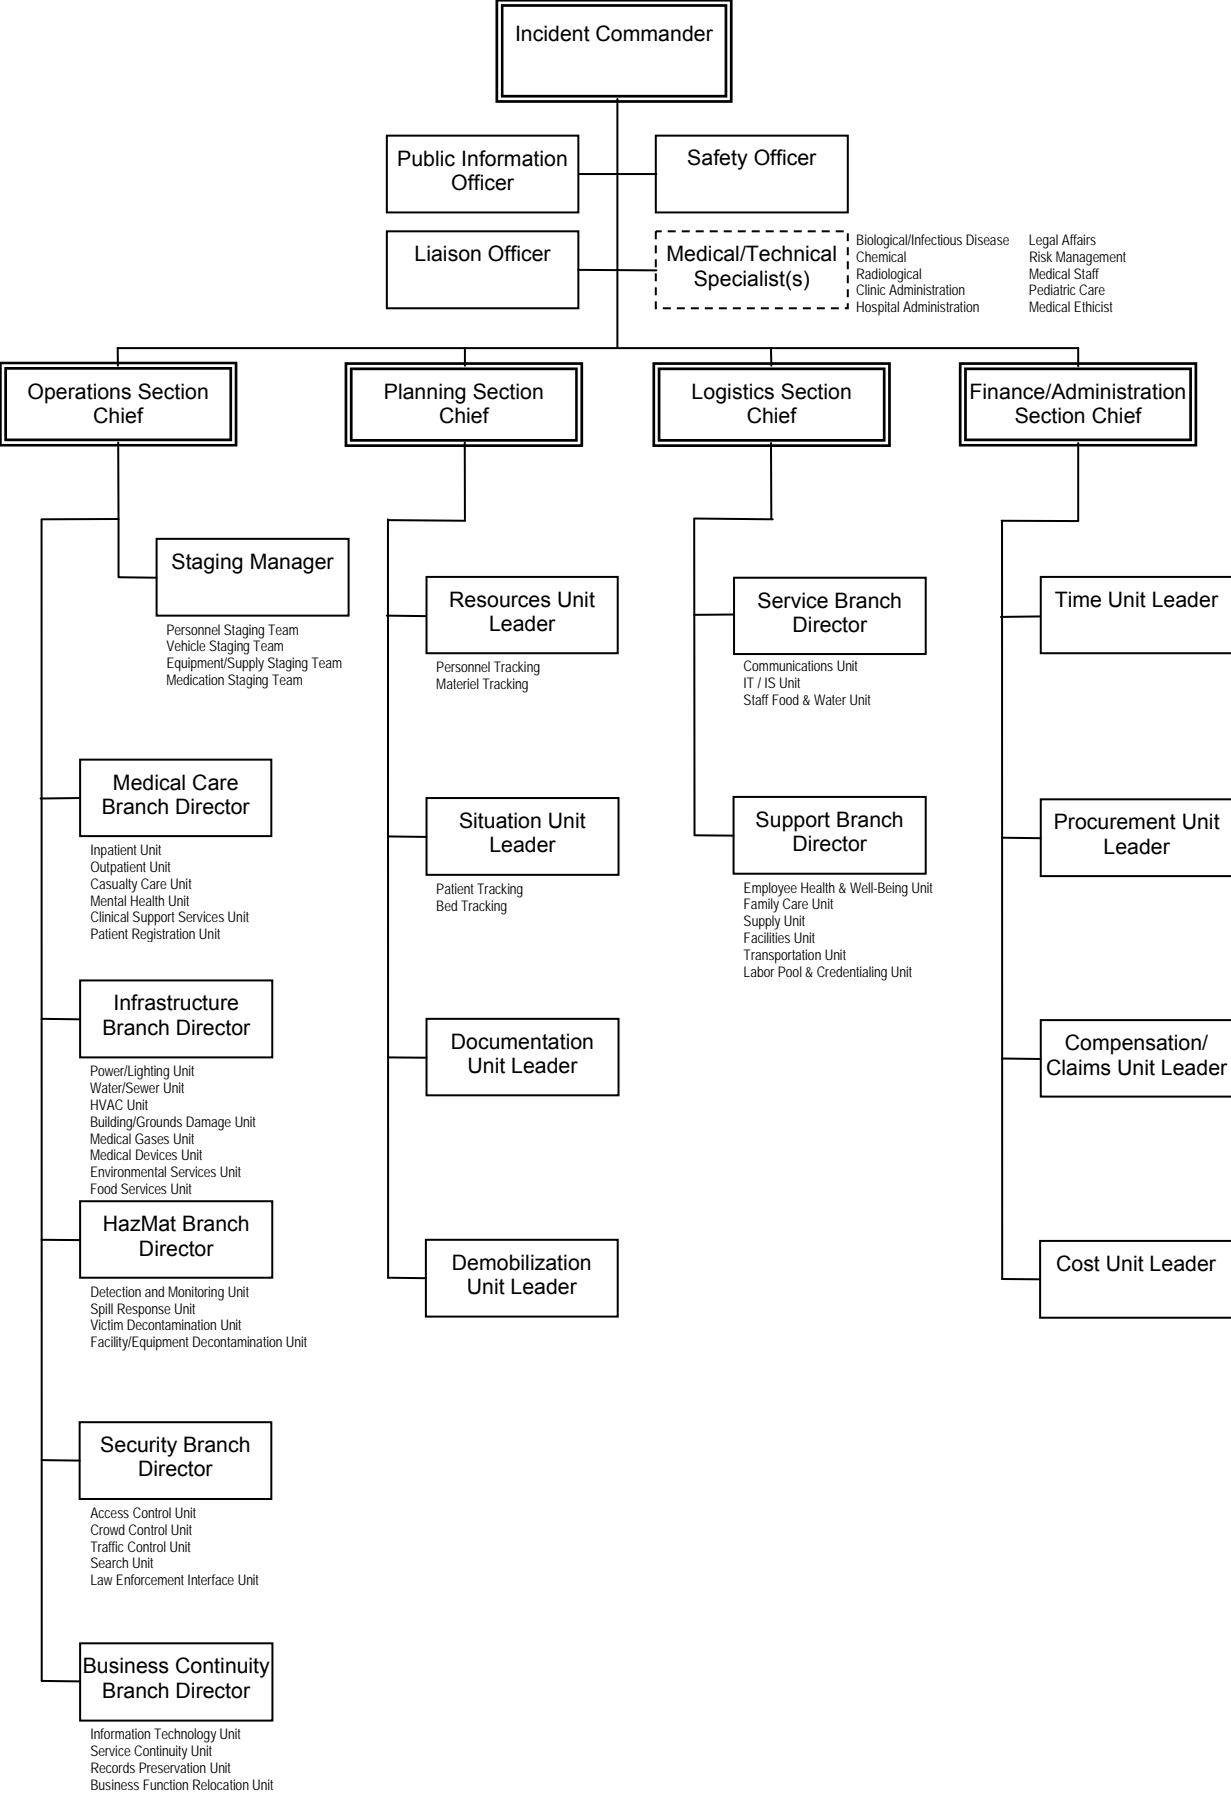 Incident Commander
Public Information
Officer
Safety Officer
Liaison Officer
Medical/Technical
Specialist(s)
Biological/Infectious Disease
Chemical
Radiological
Clinic Administration
Hospital Administration
Legal Affairs
Risk Management
Medical Staff
Pediatric Care
Medical Ethicist
Operations Section
Chief
Planning Section
Chief
Logistics Section
Chief
Finance/Administration
Section Chief
Staging Manager
Personnel Staging Team
Vehicle Staging Team
Equipment/Supply Staging Team
Medication Staging Team
Medical Care
Branch Director
Inpatient Unit
Outpatient Unit
Casualty Care Unit
Mental Health Unit
Clinical Support Services Unit
Patient Registration Unit
Infrastructure
Branch Director
Power/Lighting Unit
Water/Sewer Unit
HVAC Unit
Building/Grounds Damage Unit
Medical Gases Unit
Medical Devices Unit
Environmental Services Unit
Food Services Unit
HazMat Branch
Director
Detection and Monitoring Unit
Spill Response Unit
Victim Decontamination Unit
Facility/Equipment Decontamination Unit
Security Branch
Director
Access Control Unit
Crowd Control Unit
Traffic Control Unit
Search Unit
Law Enforcement Interface Unit
Business Continuity
Branch Director
Information Technology Unit
Service Continuity Unit
Records Preservation Unit
Business Function Relocation Unit
Resources Unit
Leader
Personnel Tracking
Materiel Tracking
Situation Unit
Leader
Patient Tracking
Bed Tracking
Documentation
Unit Leader
Demobilization
Unit Leader
Service Branch
Director
Communications Unit
IT / IS Unit
Staff Food & Water Unit
Support Branch
Director
Employee Health & Well-Being Unit
Family Care Unit
Supply Unit
Facilities Unit
Transportation Unit
Labor Pool & Credentialing Unit
Time Unit Leader
Procurement Unit
Leader
Compensation/
Claims Unit Leader
Cost Unit Leader